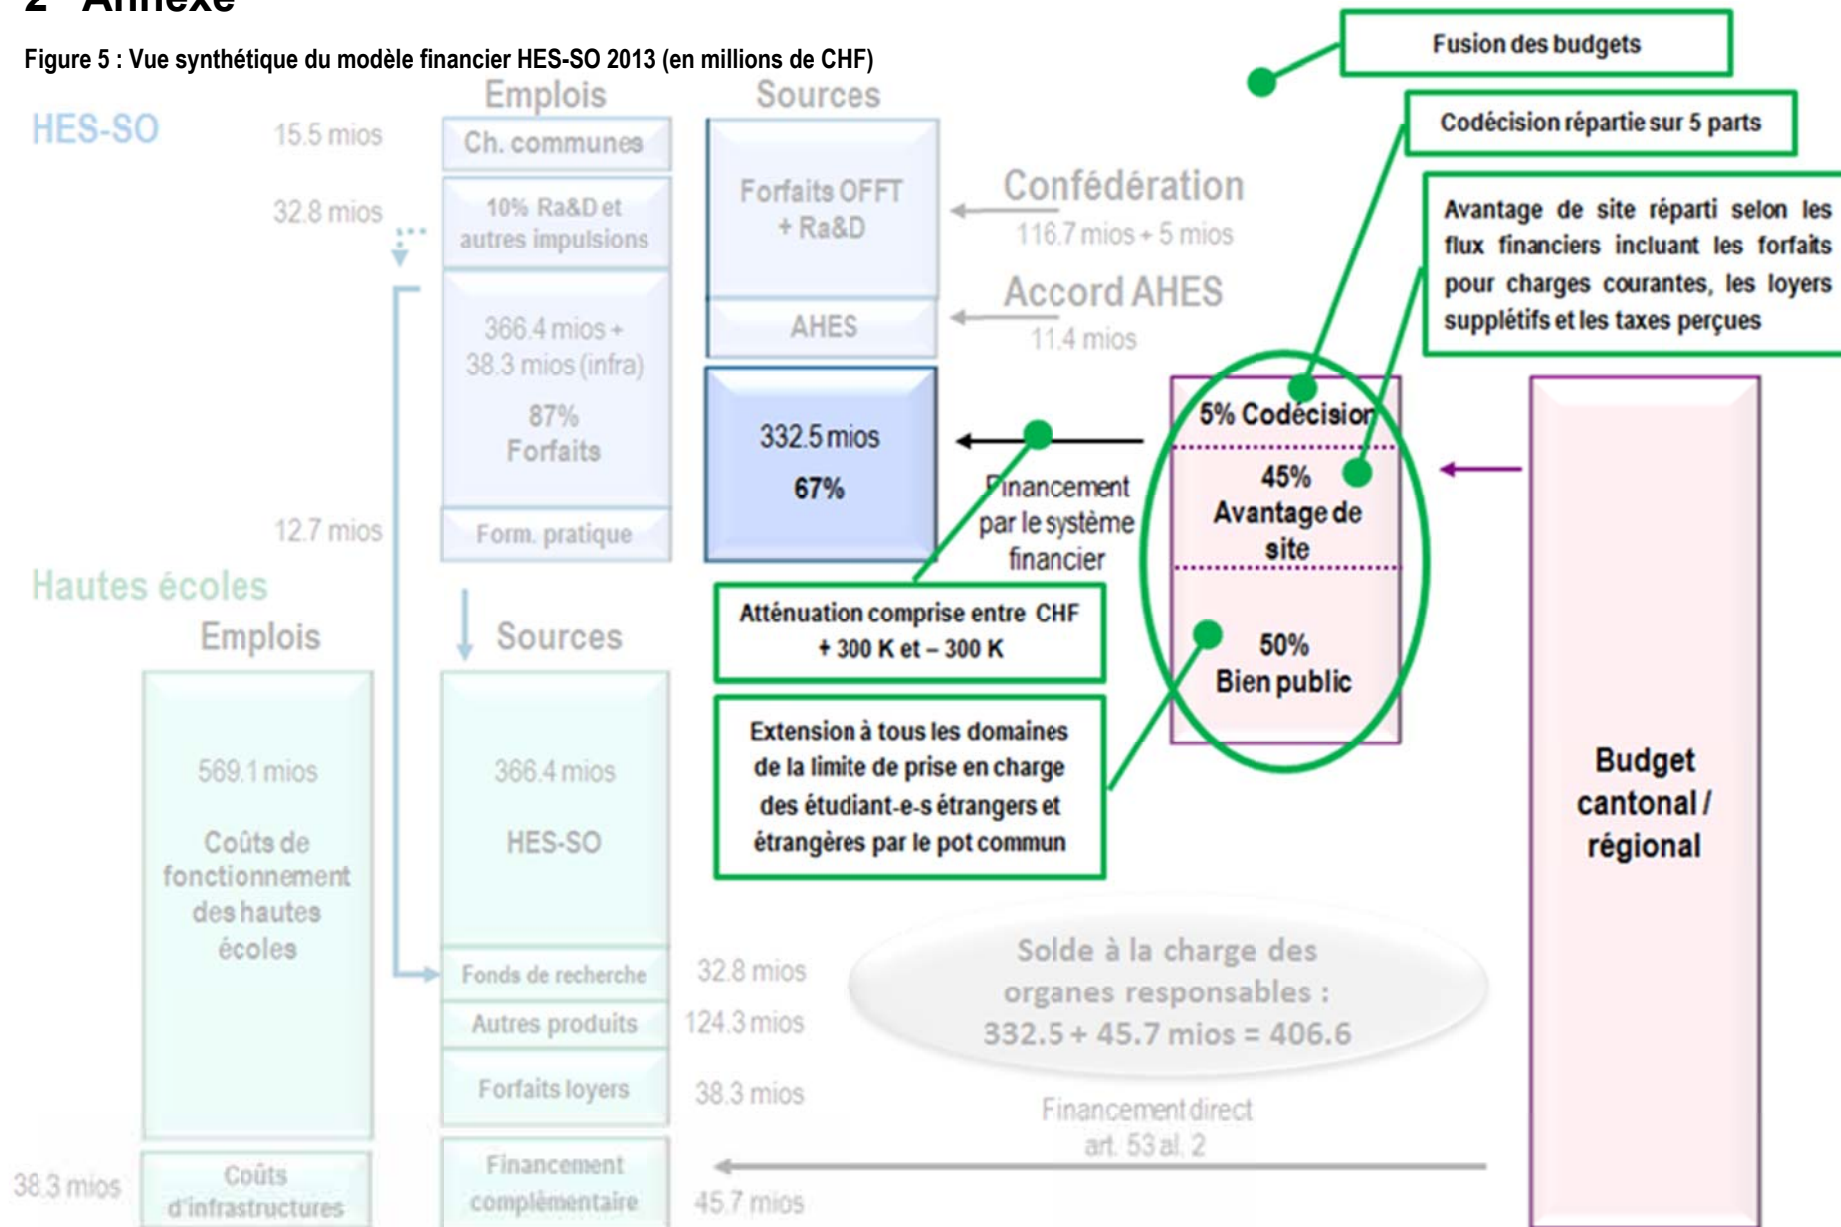 2 Annexe
Figure 5 : Vue synthétique du modèle financier HES-SO 2013 (en millions de CHF)
Fusion des budgets
Codécision répartie sur 5 parts
Avantage de site réparti selon les
flux financiers incluant les forfaits
pour charges courantes, les loyers
supplétifs et les taxes perçues
HES-SO
Emplois
Sources
15.5 mios
Ch. communes
32.8 mios
10% Ra&D et
autres impulsions
366.4 mios +
38.3 mios (infra)
87%
Forfaits
12.7 mios
Form. pratique
Forfaits OFFT
+ Ra&D
AHES
332.5 mios
67%
Confédération
116.7 mios + 5 mios
Accord AHES
11.4 mios
Financement
par le système
financier
5% Codécision
45%
Avantage de
site
50%
Bien public
Budget
cantonal /
régional
Atténuation comprise entre CHF
+ 300 K et – 300 K
Extension à tous les domaines
de la limite de prise en charge
des étudiant-e-s étrangers et
étrangères par le pot commun
Hautes écoles
Emplois
Sources
569.1 mios
Coûts de
fonctionnement
des hautes
écoles
38.3 mios
Coûts
d'infrastructures
366.4 mios
HES-SO
Fonds de recherche
32.8 mios
Autres produits
124.3 mios
Forfaits loyers
38.3 mios
Financement
complémentaire
45.7 mios
Solde à la charge des
organes responsables :
332.5 + 45.7 mios = 406.6
Financement direct
art. 53 al. 2